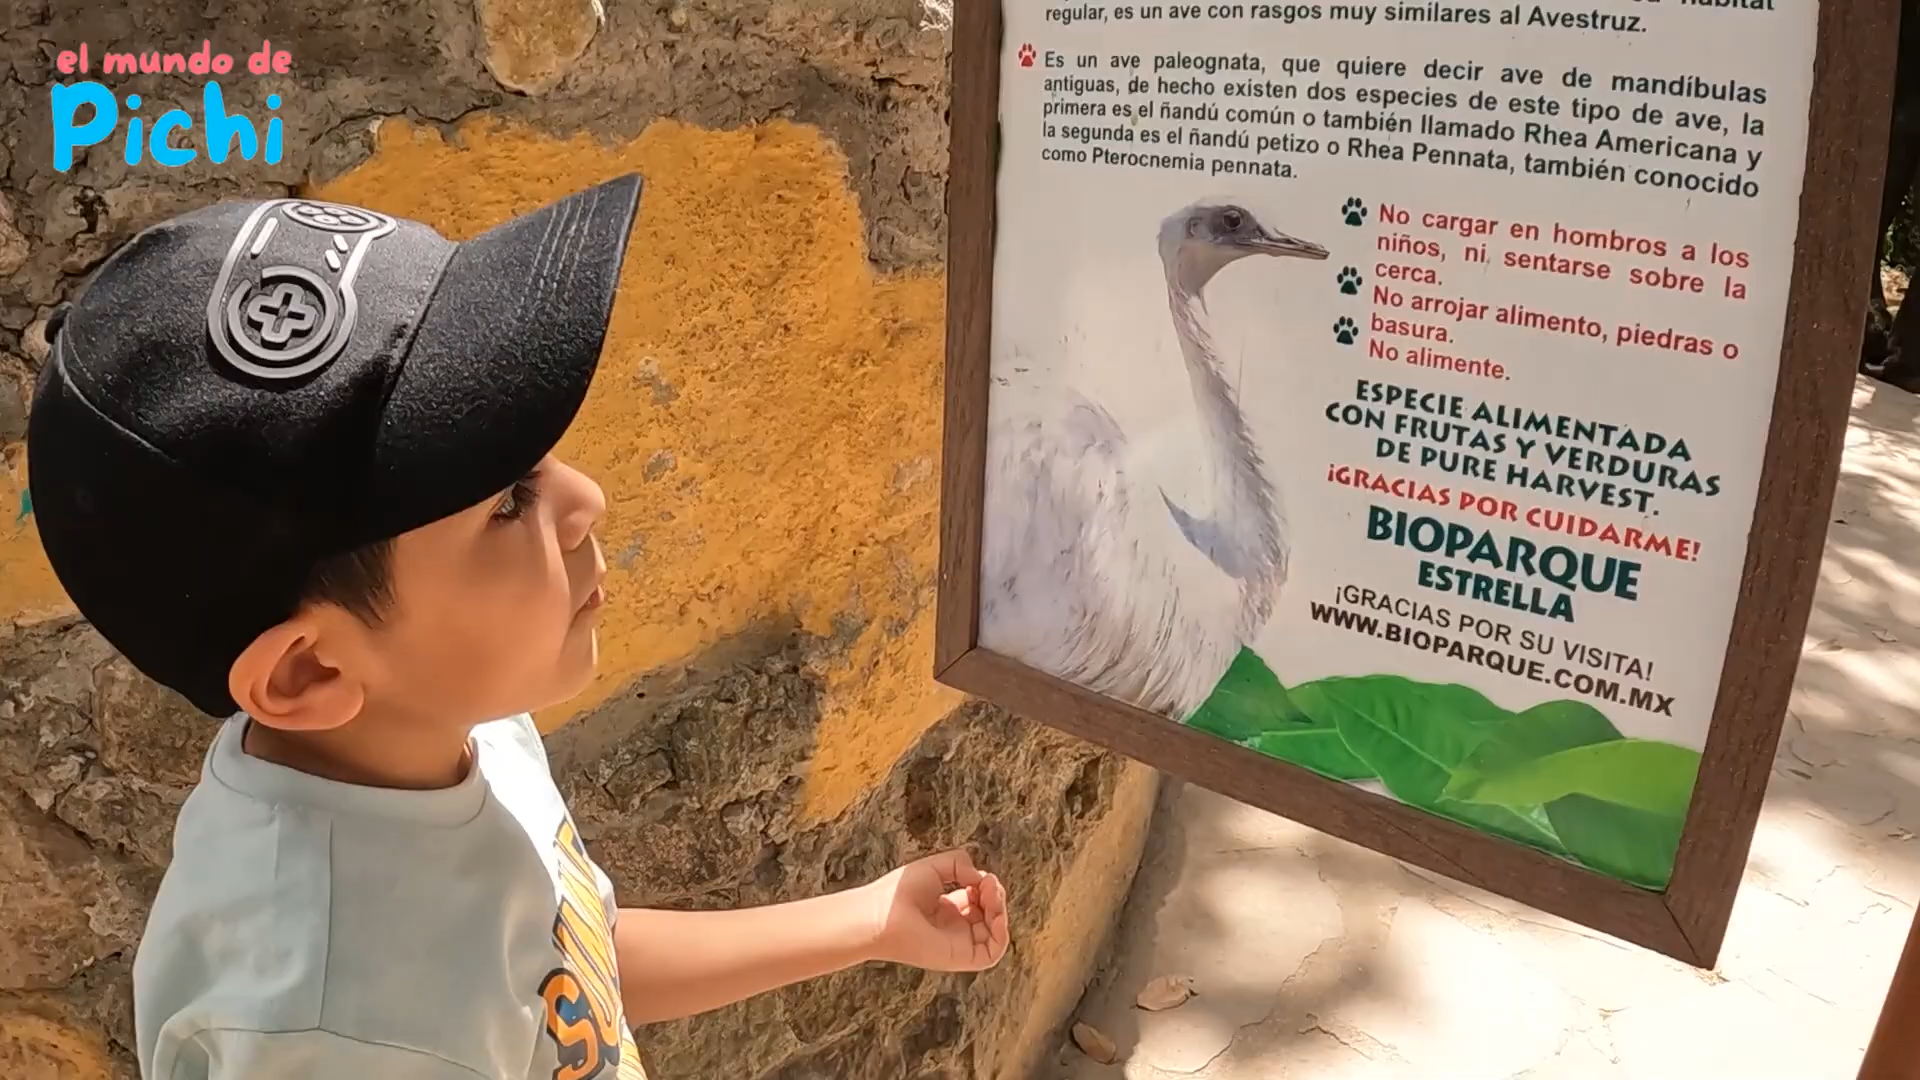 el mundo de
Pichi
regular, es un ave con rasgos muy similares al Avestruz.
Es un ave paleognata, que quiere decir ave de mandíbulas
antiguas, de hecho existen dos especies de este tipo de ave, la
primera es el ñandú común o también llamado Rhea Americana y
la segunda es el ñandú petizo o Rhea Pennata, también conocido
como Pterocnemia pennata.
No cargar en hombros a los
niños, ni sentarse sobre la
cerca.
No arrojar alimento, piedras o
basura.
No alimente.
ESPECIE ALIMENTADA
CON FRUTAS Y VERDURAS
DE PURE HARVEST.
¡GRACIAS POR CUIDARME!
BIOPARQUE
ESTRELLA
¡GRACIAS POR SU VISITA!
WWW.BIOPARQUE.COM.MX